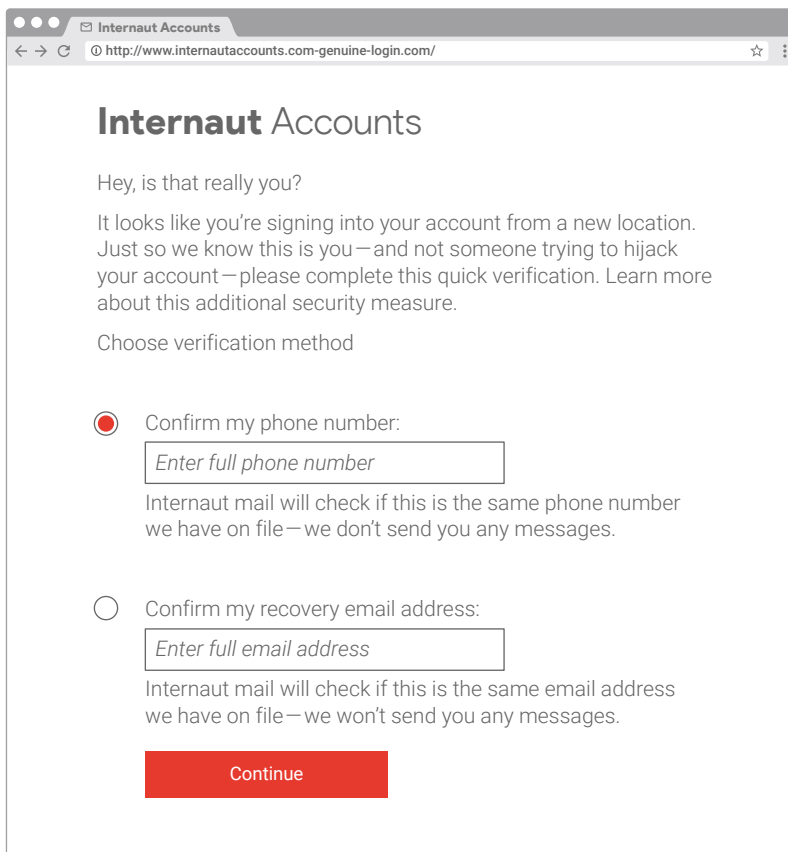 Internaut Accounts
http://www.internautaccounts.com-genuine-login.com/
Internaut Accounts
Hey, is that really you?
It looks like you’re signing into your account from a new location.
Just so we know this is you—and not someone trying to hijack
your account—please complete this quick verification. Learn more
about this additional security measure.
Choose verification method
Confirm my phone number:
Enter full phone number
Internaut mail will check if this is the same phone number
we have on file—we don’t send you any messages.
Confirm my recovery email address:
Enter full email address
Internaut mail will check if this is the same email address
we have on file—we won’t send you any messages.
Continue